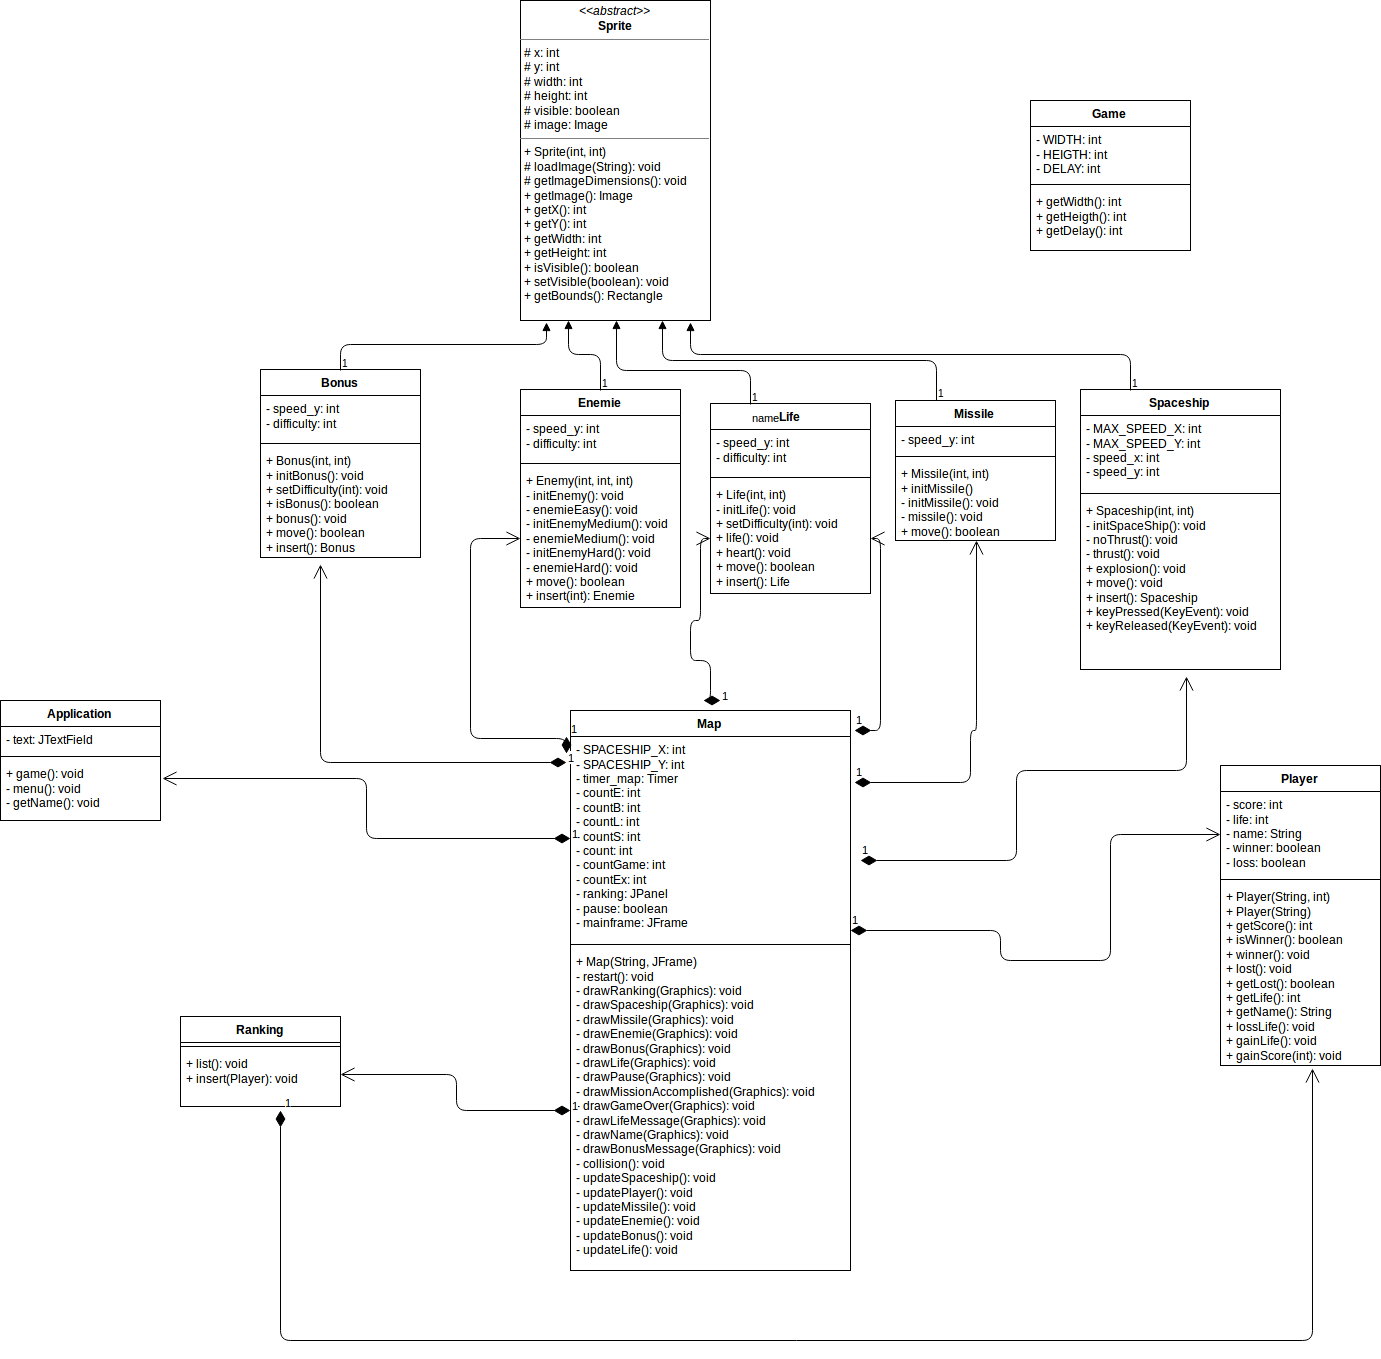 <<abstract>>
Sprite
# x: int
# y: int
# width: int
# height: int
# visible: boolean
# image: Image
+ Sprite(int, int)
# loadImage(String): void
# getImageDimensions(): void
+ getImage(): Image
+ getX(): int
+ getY(): int
+ getWidth: int
+ getHeight: int
+ isVisible(): boolean
+ setVisible(boolean): void
+ getBounds(): Rectangle
Game
- WIDTH: int
- HEIGTH: int
- DELAY: int
+ getWidth(): int
+ getHeigth(): int
+ getDelay(): int
1
Bonus
- speed_y: int
- difficulty: int
+ Bonus(int, int)
+ initBonus(): void
+ setDifficulty(int): void
+ isBonus(): boolean
+ bonus(): void
+ move(): boolean
+ insert(): Bonus
1
Enemie
- speed_y: int
- difficulty: int
+ Enemy(int, int, int)
- initEnemy(): void
- enemieEasy(): void
- initEnemyMedium(): void
- enemieMedium(): void
- initEnemyHard(): void
- enemieHard(): void
+ move(): boolean
+ insert(int): Enemie
1
nameLife
- speed_y: int
- difficulty: int
+ Life(int, int)
- initLife(): void
+ setDifficulty(int): void
+ life(): void
+ heart(): void
+ move(): boolean
+ insert(): Life
1
Missile
- speed_y: int
+ Missile(int, int)
+ initMissile()
- initMissile(): void
- missile(): void
+ move(): boolean
1
Spaceship
- MAX_SPEED_X: int
- MAX_SPEED_Y: int
- speed_x: int
- speed_y: int
+ Spaceship(int, int)
- initSpaceShip(): void
- noThrust(): void
- thrust(): void
+ explosion(): void
+ move(): void
+ insert(): Spaceship
+ keyPressed(KeyEvent): void
+ keyReleased(KeyEvent): void
Application
- text: JTextField
+ game(): void
- menu(): void
- getName(): void
1
1
1
1
1
1
1
1
1
Map
- SPACESHIP_X: int
- SPACESHIP_Y: int
- timer_map: Timer
- countE: int
- countB: int
- countL: int
- countS: int
- count: int
- countGame: int
- countEx: int
- ranking: JPanel
- pause: boolean
- mainframe: JFrame
+ Map(String, JFrame)
- restart(): void
- drawRanking(Graphics): void
- drawSpaceship(Graphics): void
- drawMissile(Graphics): void
- drawEnemie(Graphics): void
- drawBonus(Graphics): void
- drawLife(Graphics): void
- drawPause(Graphics): void
- drawMissionAccomplished(Graphics): void
- drawGameOver(Graphics): void
- drawLifeMessage(Graphics): void
- drawName(Graphics): void
- drawBonusMessage(Graphics): void
- collision(): void
- updateSpaceship(): void
- updatePlayer(): void
- updateMissile(): void
- updateEnemie(): void
- updateBonus(): void
- updateLife(): void
Player
- score: int
- life: int
- name: String
- winner: boolean
- loss: boolean
+ Player(String, int)
+ Player(String)
+ getScore(): int
+ isWinner(): boolean
+ winner(): void
+ lost(): void
+ getLost(): boolean
+ getLife(): int
+ getName(): String
+ lossLife(): void
+ gainLife(): void
+ gainScore(int): void
Ranking
+ list(): void
+ insert(Player): void
1